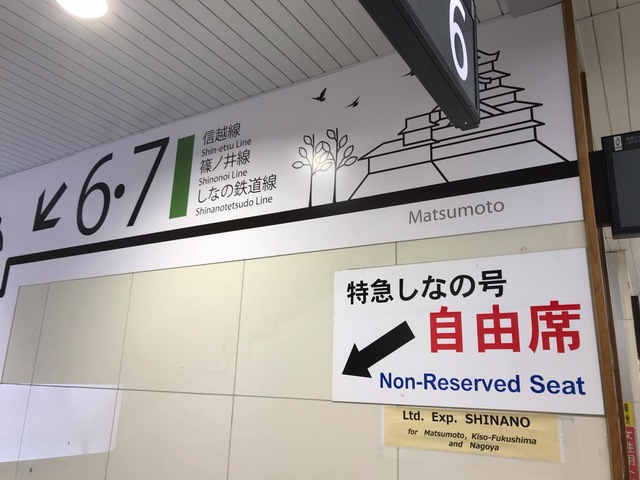 6
6・7
信越線
Shin-etsu Line
篠ノ井線
Shinonoi Line
しなの鉄道線
Shinanotetsudo Line
Matsumoto
特急しなの号
自由席
Non-Reserved Seat
Ltd. Exp. SHINANO
for Matsumoto, Kiso-Fukushima
and Nagoya